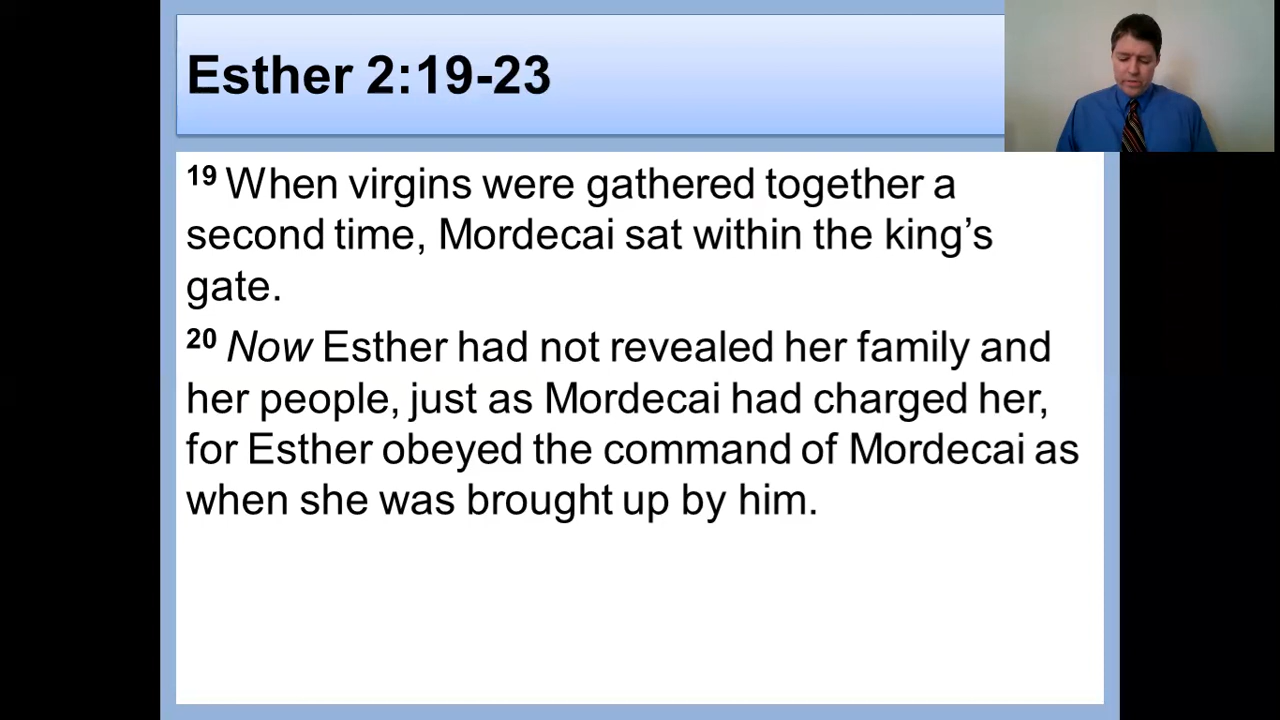 Esther 2:19-23
19 When virgins were gathered together a
second time, Mordecai sat within the king’s
gate.
20 Now Esther had not revealed her family and
her people, just as Mordecai had charged her,
for Esther obeyed the command of Mordecai as
when she was brought up by him.